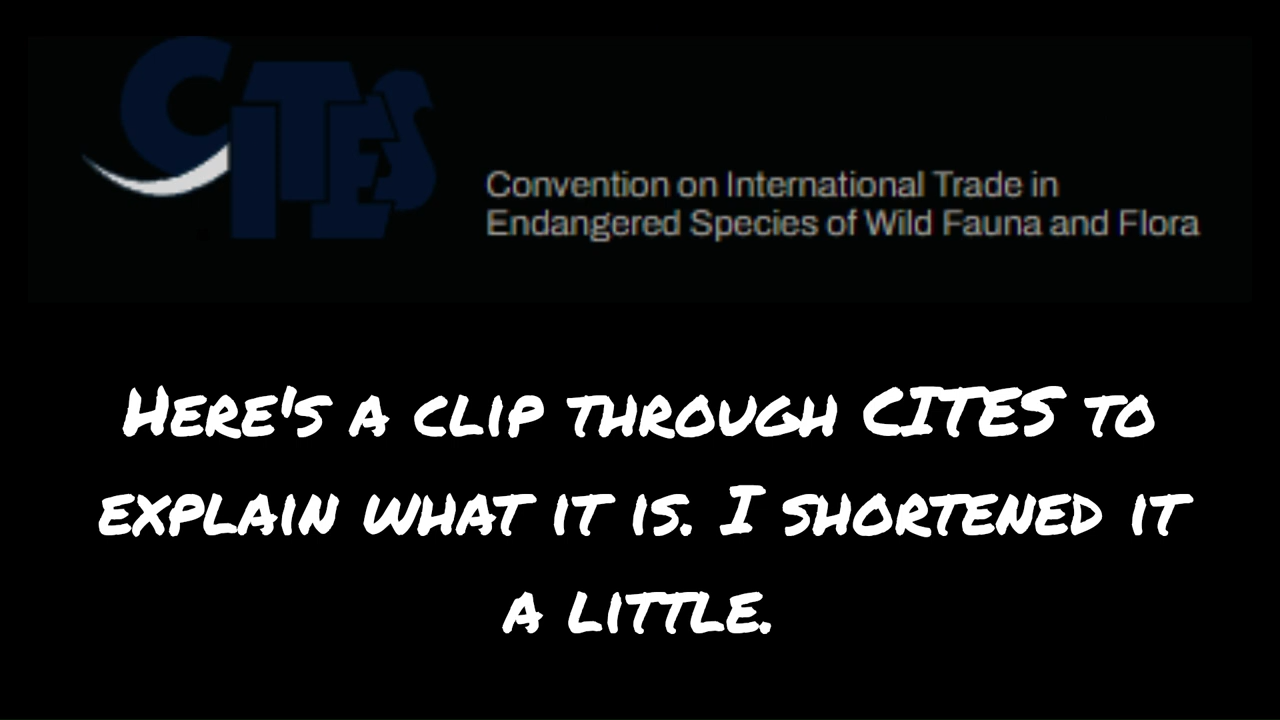 CITES
Convention on International Trade in
Endangered Species of Wild Fauna and Flora
HERE'S A CLIP THROUGH CITES TO
EXPLAIN WHAT IT IS. I SHORTENED IT
A LITTLE.